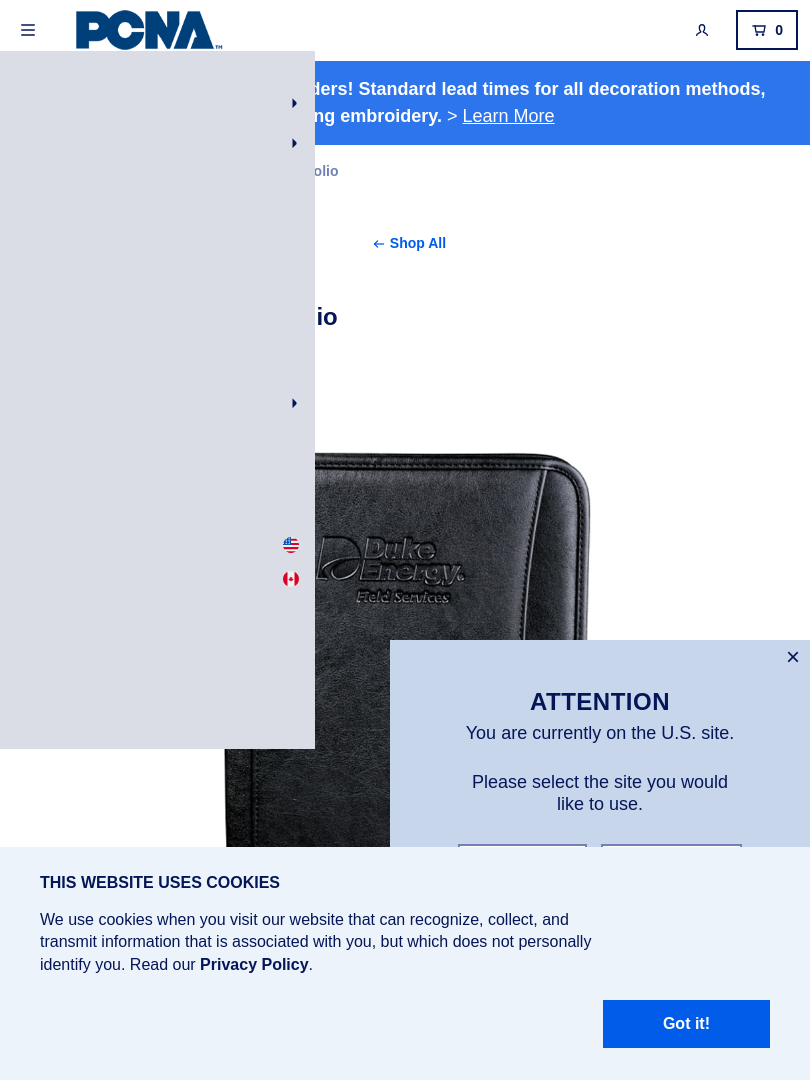 PCNA™
0
ders! Standard lead times for all decoration methods,
ng embroidery. > Learn More
olio
← Shop All
io
Duke
Energy®
Field Services
×
ATTENTION
You are currently on the U.S. site.
Please select the site you would
like to use.
THIS WEBSITE USES COOKIES
We use cookies when you visit our website that can recognize, collect, and
transmit information that is associated with you, but which does not personally
identify you. Read our Privacy Policy.
Got it!